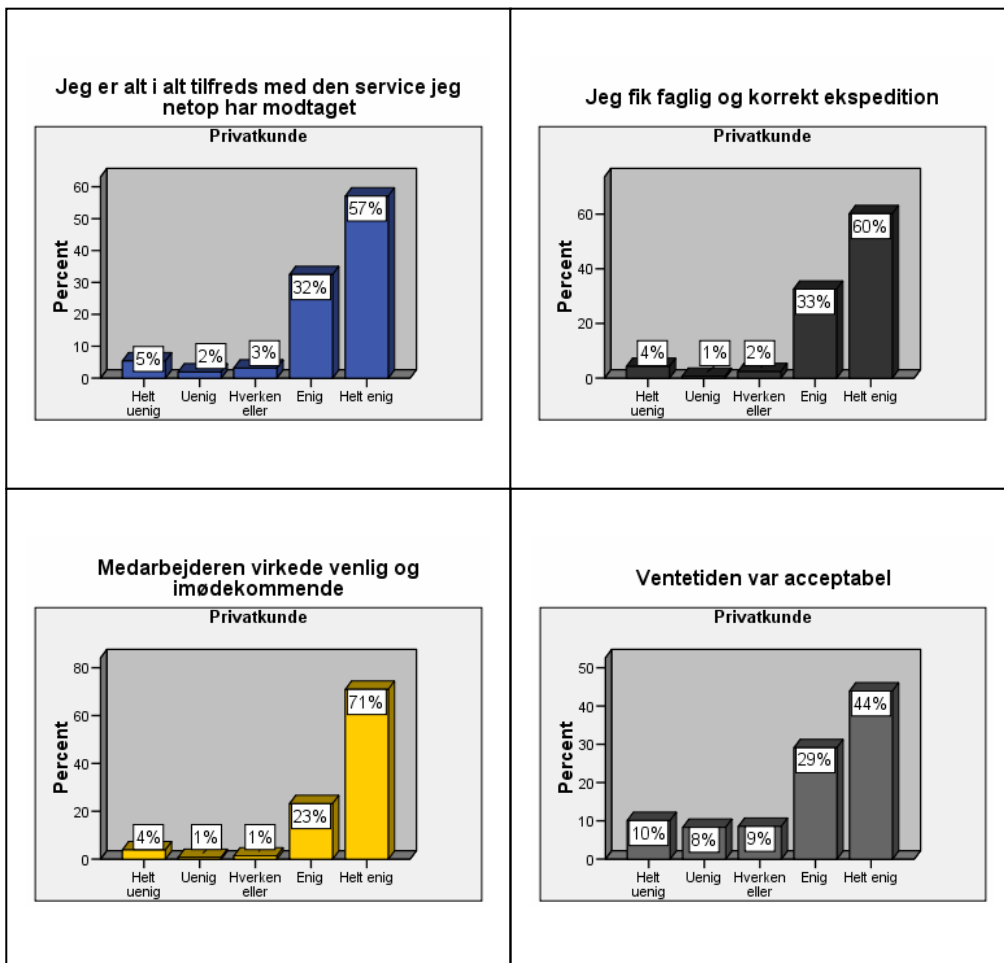 Jeg er alt i alt tilfreds med den service jeg
netop har modtaget
Privatkunde
Percent
60
50
40
30
20
10
0
5%
2%
3%
32%
57%
Helt
uenig
Uenig
Hverken
eller
Enig
Helt enig
Jeg fik faglig og korrekt ekspedition
Privatkunde
Percent
60
40
20
0
4%
1%
2%
33%
60%
Helt
uenig
Uenig
Hverken
eller
Enig
Helt enig
Medarbejderen virkede venlig og
imødekommende
Privatkunde
Percent
80
60
40
20
0
4%
1%
1%
23%
71%
Helt
uenig
Uenig
Hverken
eller
Enig
Helt enig
Ventetiden var acceptabel
Privatkunde
Percent
50
40
30
20
10
0
10%
8%
9%
29%
44%
Helt
uenig
Uenig
Hverken
eller
Enig
Helt enig